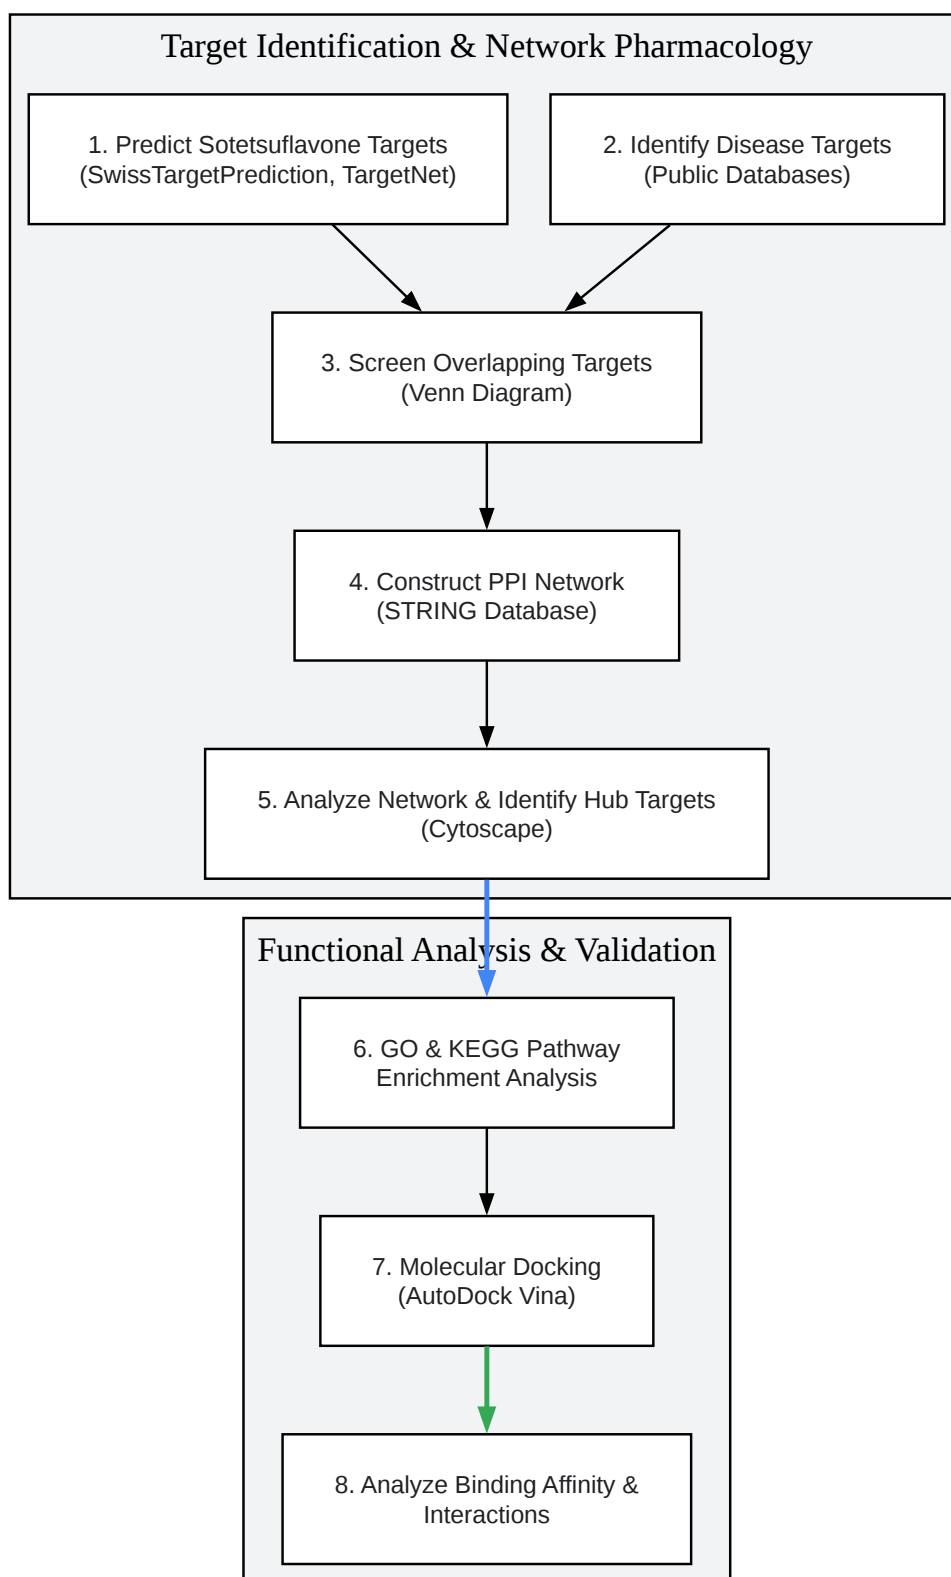 Target Identification & Network Pharmacology
1. Predict Sotetsuflavone Targets
(SwissTargetPrediction, TargetNet)
2. Identify Disease Targets
(Public Databases)
3. Screen Overlapping Targets
(Venn Diagram)
4. Construct PPI Network
(STRING Database)
5. Analyze Network & Identify Hub Targets
(Cytoscape)
Functional Analysis & Validation
6. GO & KEGG Pathway
Enrichment Analysis
7. Molecular Docking
(AutoDock Vina)
8. Analyze Binding Affinity &
Interactions